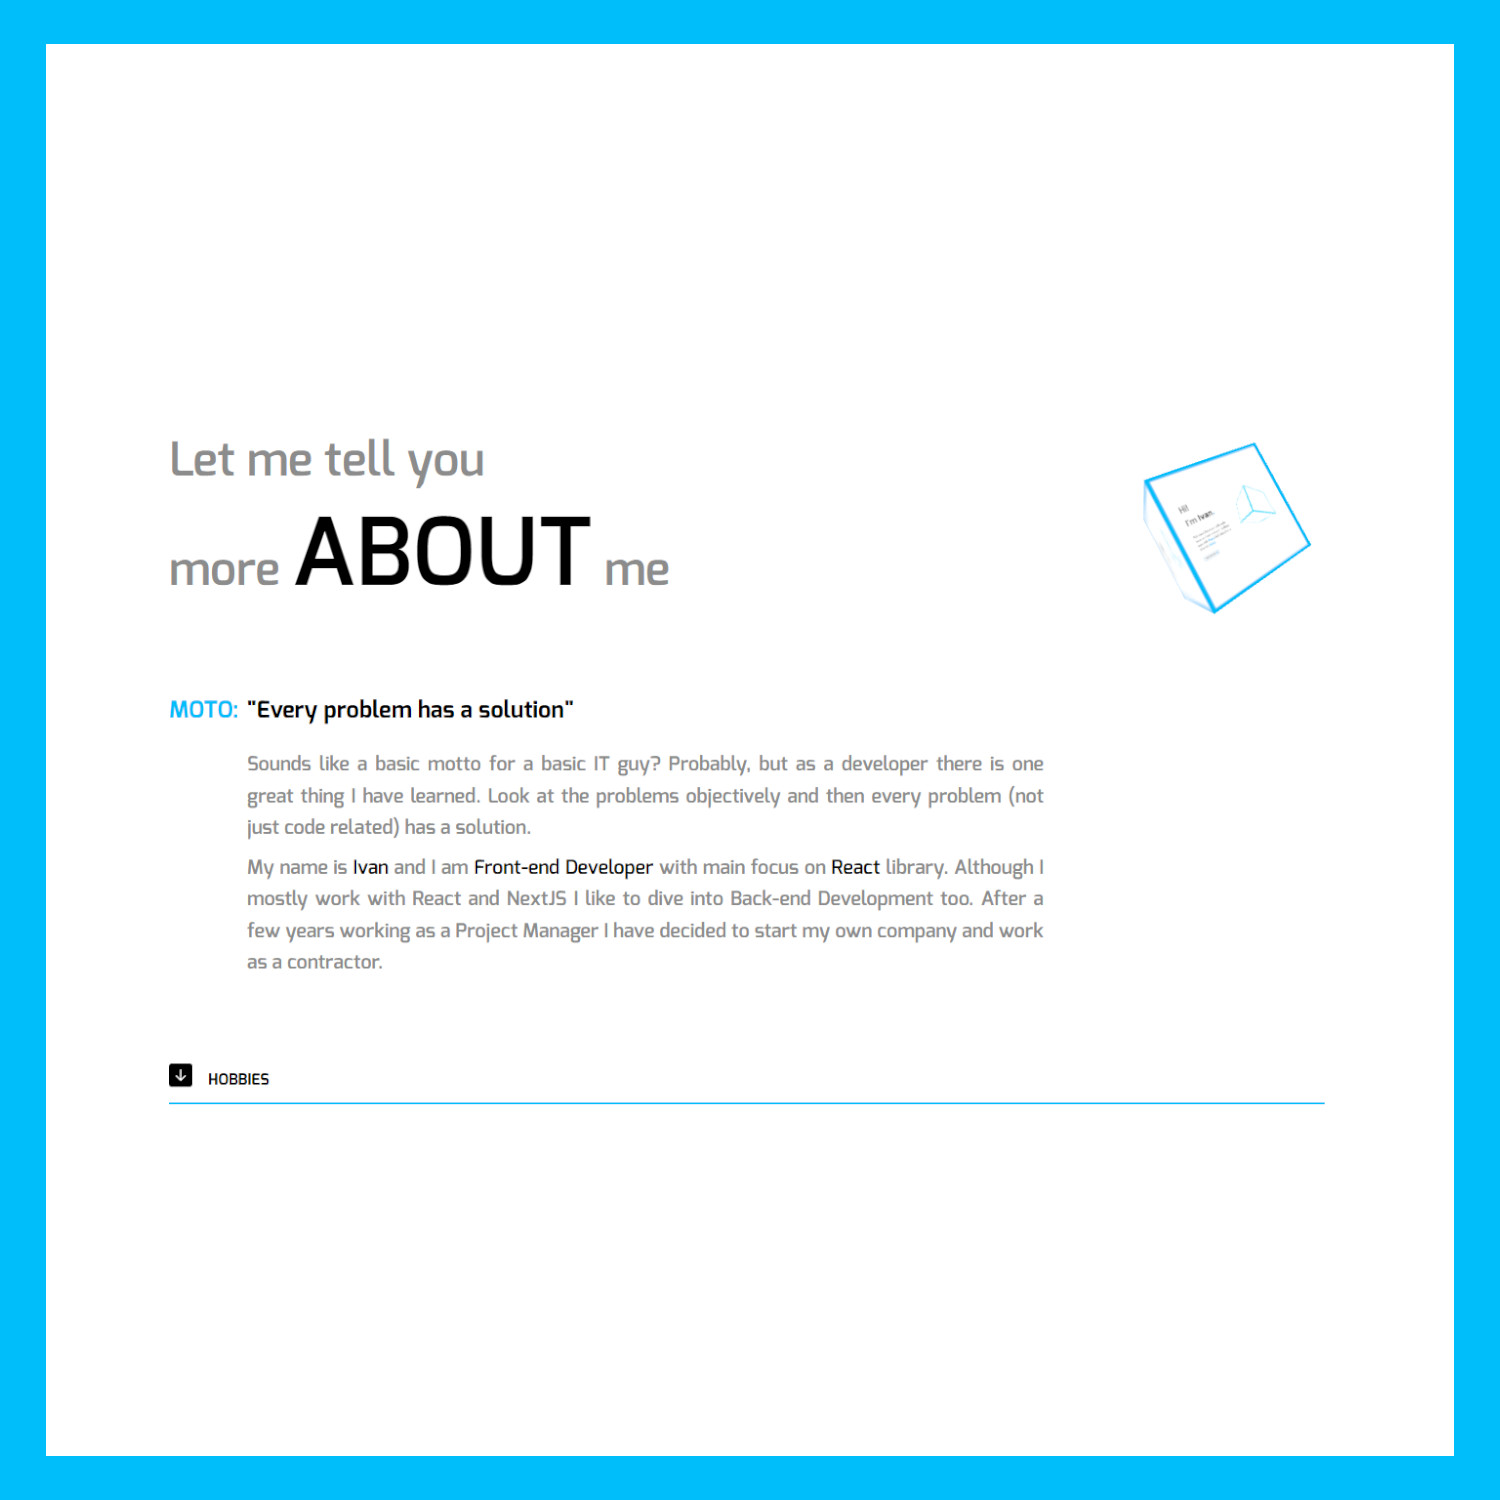 Let me tell you
more ABOUT me
Hi!
I'm Ivan.
MOTO: "Every problem has a solution"
Sounds like a basic motto for a basic IT guy? Probably, but as a developer there is one
great thing I have learned. Look at the problems objectively and then every problem (not
just code related) has a solution.
My name is Ivan and I am Front-end Developer with main focus on React library. Although I
mostly work with React and NextJS I like to dive into Back-end Development too. After a
few years working as a Project Manager I have decided to start my own company and work
as a contractor.
HOBBIES